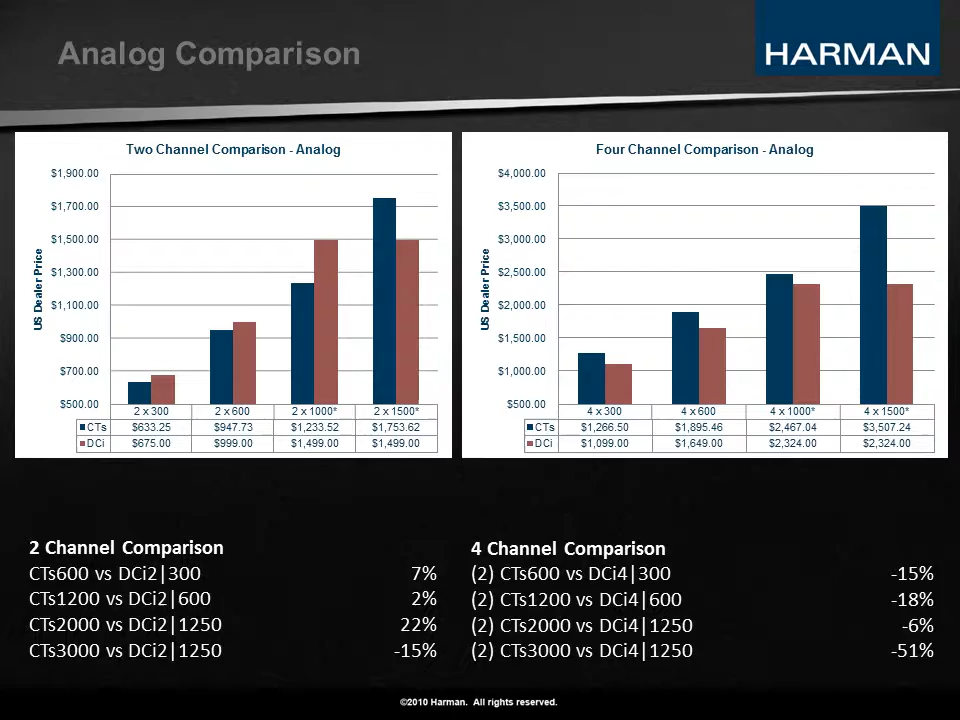 Analog Comparison
HARMAN
Two Channel Comparison - Analog
US Dealer Price
$1,900.00
$1,700.00
$1,500.00
$1,300.00
$1,100.00
$900.00
$700.00
$500.00
2 x 300 2 x 600 2 x 1000* 2 x 1500*
CTs $633.25 $947.73 $1,233.52 $1,753.62
DCi $675.00 $999.00 $1,499.00 $1,499.00
Four Channel Comparison - Analog
US Dealer Price
$4,000.00
$3,500.00
$3,000.00
$2,500.00
$2,000.00
$1,500.00
$1,000.00
$500.00
4 x 300 4 x 600 4 x 1000* 4 x 1500*
CTs $1,266.50 $1,895.46 $2,467.04 $3,507.24
DCi $1,099.00 $1,649.00 $2,324.00 $2,324.00
2 Channel Comparison
CTs600 vs DCi2|300 7%
CTs1200 vs DCi2|600 2%
CTs2000 vs DCi2|1250 22%
CTs3000 vs DCi2|1250 -15%
4 Channel Comparison
(2) CTs600 vs DCi4|300 -15%
(2) CTs1200 vs DCi4|600 -18%
(2) CTs2000 vs DCi4|1250 -6%
(2) CTs3000 vs DCi4|1250 -51%
©2010 Harman. All rights reserved.